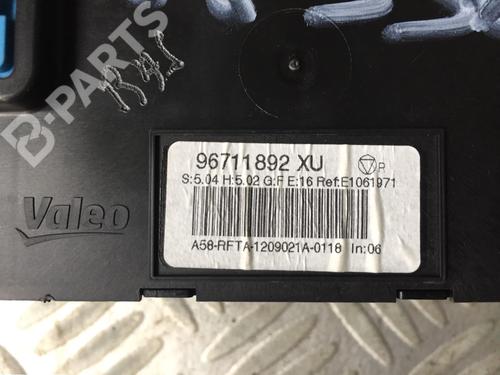 B-PARTS
96711892 XU
P
S:5.04 H:5.02 G:F E:16 Ref:E1061971
Valeo
A58-RFTA-1209021A-0118 In:06